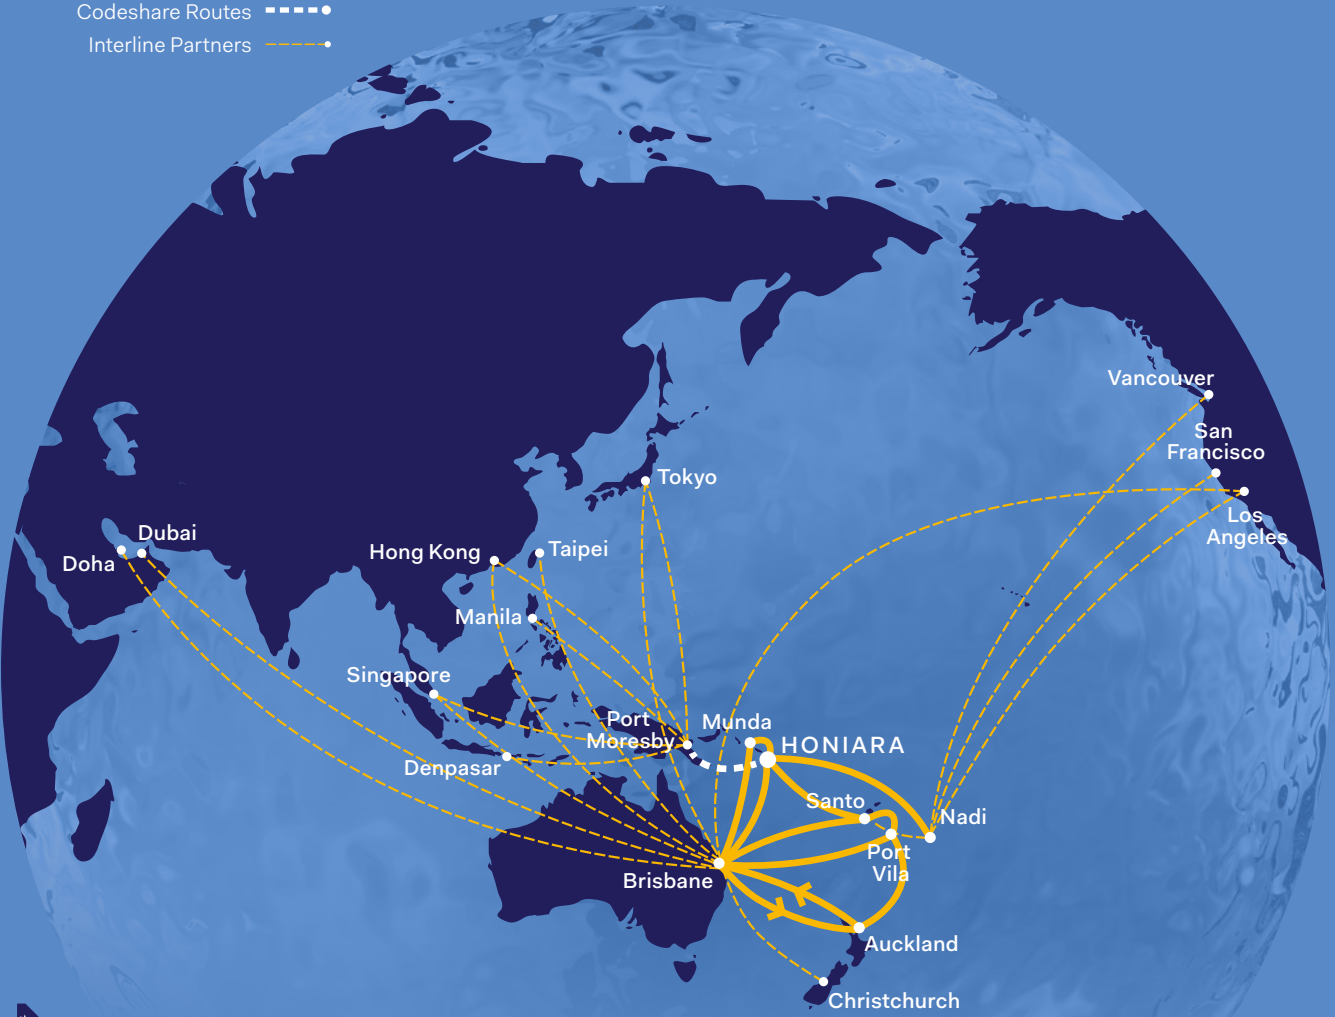 Codeshare Routes
Interline Partners
Vancouver
San
Francisco
Los
Angeles
Tokyo
Dubai
Doha
Hong Kong
Taipei
Manila
Singapore
Port
Moresby
Munda
HONIARA
Denpasar
Santo
Nadi
Port
Vila
Brisbane
Auckland
Christchurch